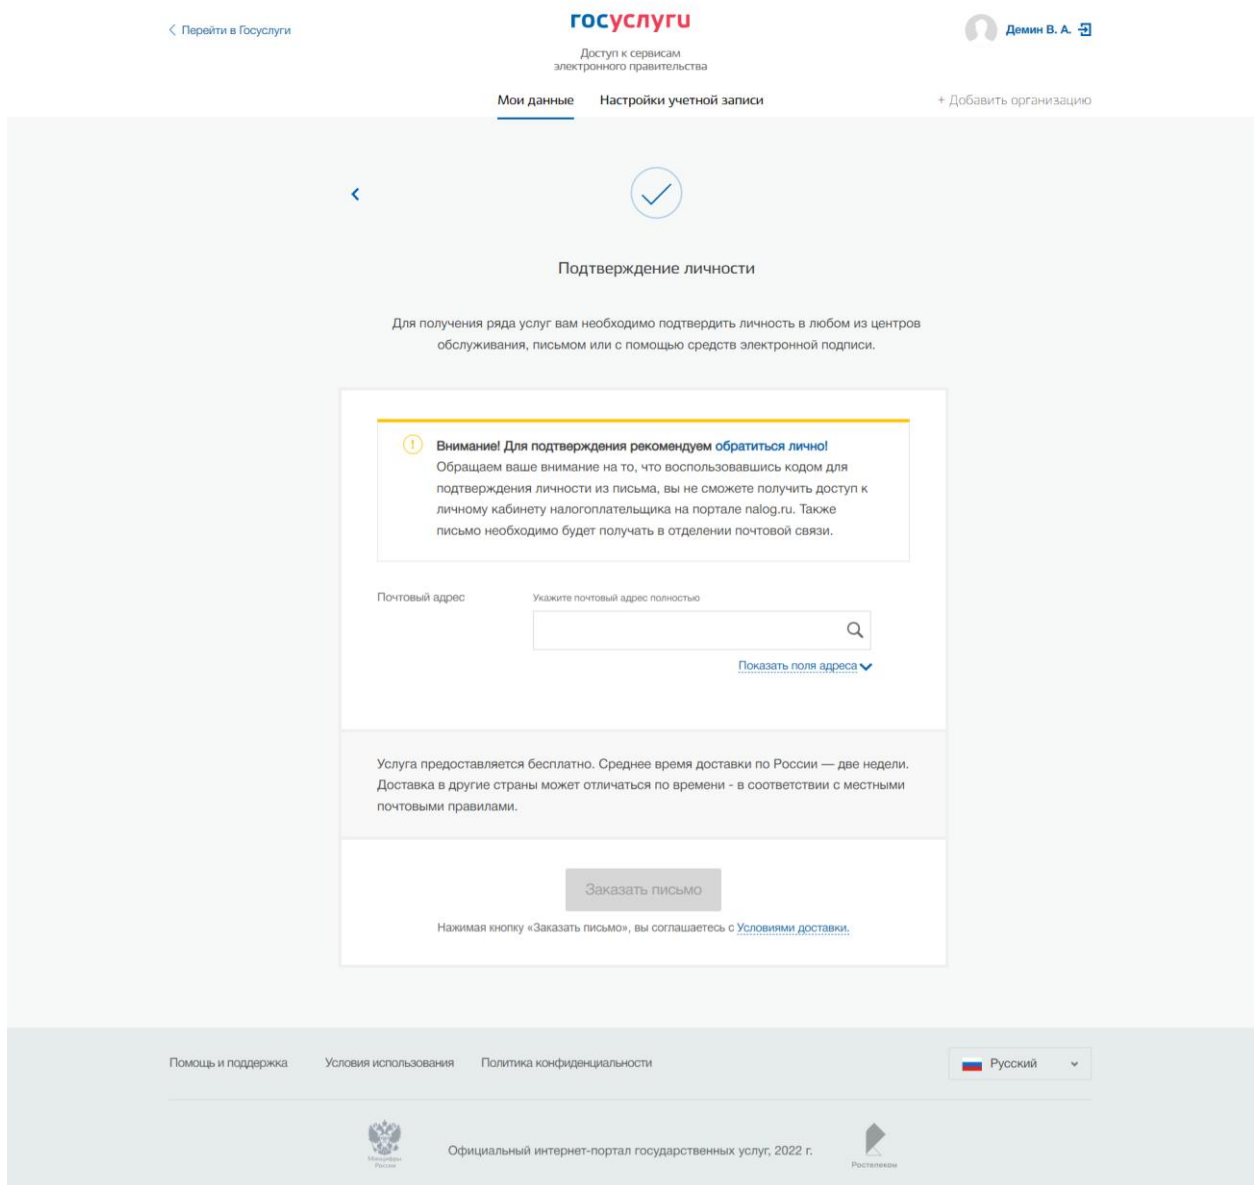 Перейти в Госуслуги
госуслуги
Демин В. А.
Доступ к сервисам
электронного правительства
Мои данные
Настройки учетной записи
+ Добавить организацию
Подтверждение личности
Для получения ряда услуг вам необходимо подтвердить личность в любом из центров
обслуживания, письмом или с помощью средств электронной подписи.
Внимание! Для подтверждения рекомендуем обратиться лично!
Обращаем ваше внимание на то, что воспользовавшись кодом для
подтверждения личности из письма, вы не сможете получить доступ к
личному кабинету налогоплательщика на портале nalog.ru. Также
письмо необходимо будет получать в отделении почтовой связи.
Почтовый адрес
Укажите почтовый адрес полностью
Показать поля адреса
Услуга предоставляется бесплатно. Среднее время доставки по России — две недели.
Доставка в другие страны может отличаться по времени - в соответствии с местными
почтовыми правилами.
Заказать письмо
Нажимая кнопку «Заказать письмо», вы соглашаетесь с Условиями доставки.
Помощь и поддержка
Условия использования
Политика конфиденциальности
Русский
Минцифры
России
Официальный интернет-портал государственных услуг, 2022 г.
Ростелеком